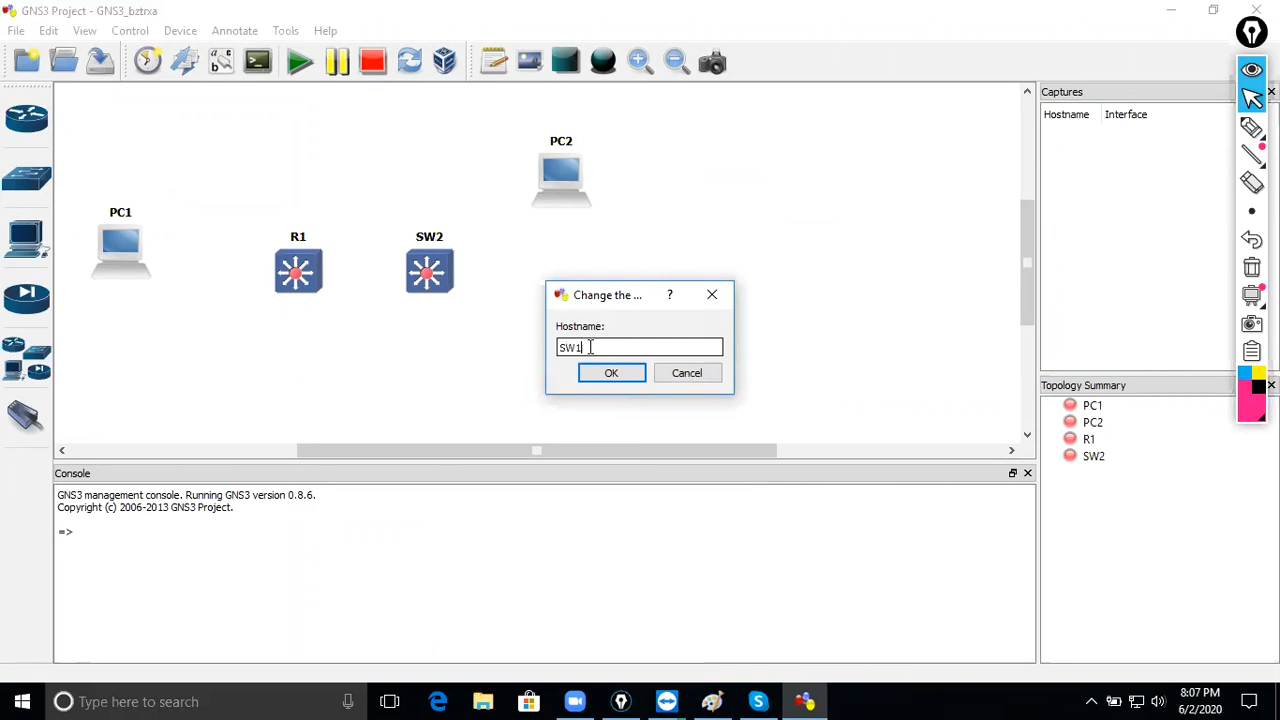 GNS3 Project - GNS3_bztrxa
File Edit View Control Device Annotate Tools Help
a b c
Captures
Hostname Interface
PC2
PC1
R1 SW2
Change the ... ?
Hostname:
SW1
OK Cancel
Topology Summary
PC1
PC2
R1
SW2
Console
GNS3 management console. Running GNS3 version 0.8.6.
Copyright (c) 2006-2013 GNS3 Project.
=>
Type here to search
8:07 PM
6/2/2020